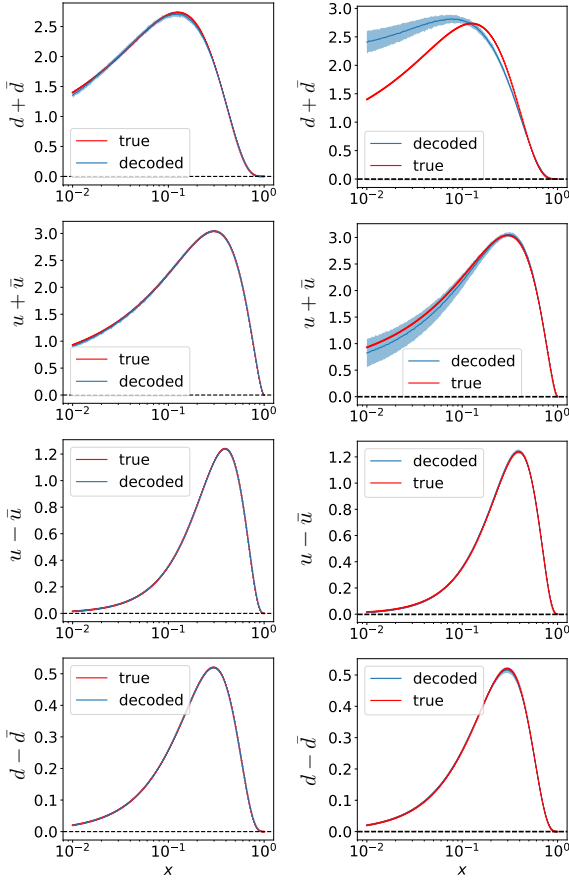 2.5
2.0
1.5
1.0
0.5
0.0
d + d̄
true
decoded
10⁻² 10⁻¹ 10⁰
3.0
2.5
2.0
1.5
1.0
0.5
0.0
d + d̄
decoded
true
10⁻² 10⁻¹ 10⁰
3.0
2.5
2.0
1.5
1.0
0.5
0.0
u + ū
true
decoded
10⁻² 10⁻¹ 10⁰
3.5
3.0
2.5
2.0
1.5
1.0
0.5
0.0
u + ū
decoded
true
10⁻² 10⁻¹ 10⁰
1.2
1.0
0.8
0.6
0.4
0.2
0.0
u − ū
true
decoded
10⁻² 10⁻¹ 10⁰
1.2
1.0
0.8
0.6
0.4
0.2
0.0
u − ū
decoded
true
10⁻² 10⁻¹ 10⁰
0.5
0.4
0.3
0.2
0.1
0.0
d − d̄
true
decoded
10⁻² 10⁻¹ 10⁰
x
0.5
0.4
0.3
0.2
0.1
0.0
d − d̄
decoded
true
10⁻² 10⁻¹ 10⁰
x